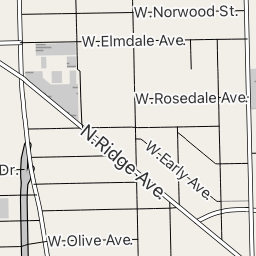 W. Norwood St.
W. Elmdale Ave
W. Rosedale Ave.
N. Ridge Ave.
W. Early Ave.
Dr.
W. Olive Ave.